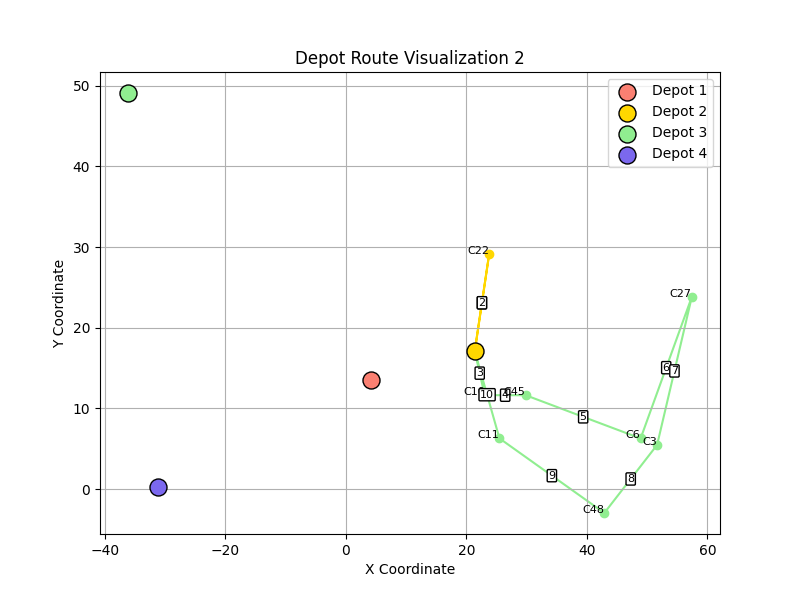 Depot Route Visualization 2
Depot 1
Depot 2
Depot 3
Depot 4
Y Coordinate
50
40
30
20
10
0
−40
−20
0
20
40
60
X Coordinate
C22
2
C27
3
6
7
10
4
C45
5
C11
C6
C3
9
8
C48